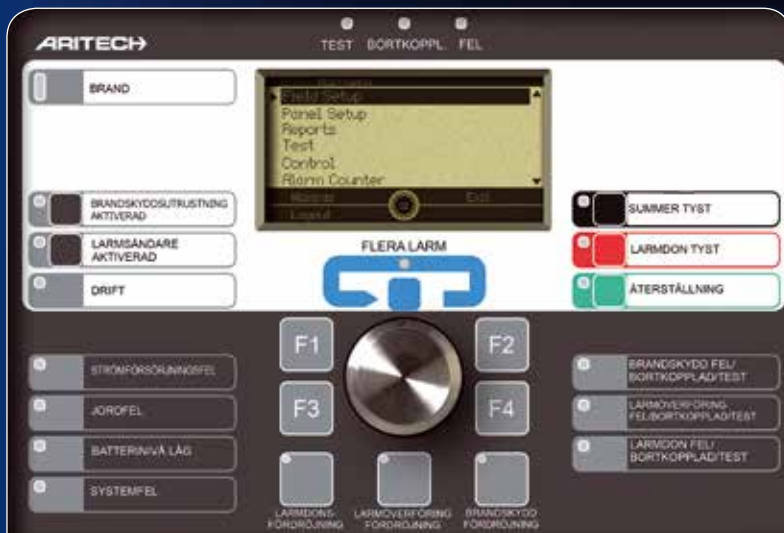 ARITECH
TEST BORTKOPPL. FEL
BRAND
Field Setup
Panel Setup
Reports
Test
Control
Alarm Counter
Exit
Logout
BRANDSKYDDSUTRUSTNING
AKTIVERAD
LARMSÄNDARE
AKTIVERAD
DRIFT
FLERA LARM
SUMMER TYST
LARMDON TYST
ÅTERSTÄLLNING
STRÖMFÖRSÖRJNINGSFEL
JORDFEL
BATTERINIVÅ LÅG
SYSTEMFEL
F1
F2
F3
F4
BRANDSKYDD FEL/
BORTKOPPLAD/TEST
LARMÖVERFÖRING
FEL/BORTKOPPLAD/TEST
LARMDON FEL/
BORTKOPPLAD/TEST
LARMDONS-
FÖRDRÖJNING
LARMÖVERFÖRING
FÖRDRÖJNING
BRANDSKYDD
FÖRDRÖJNING